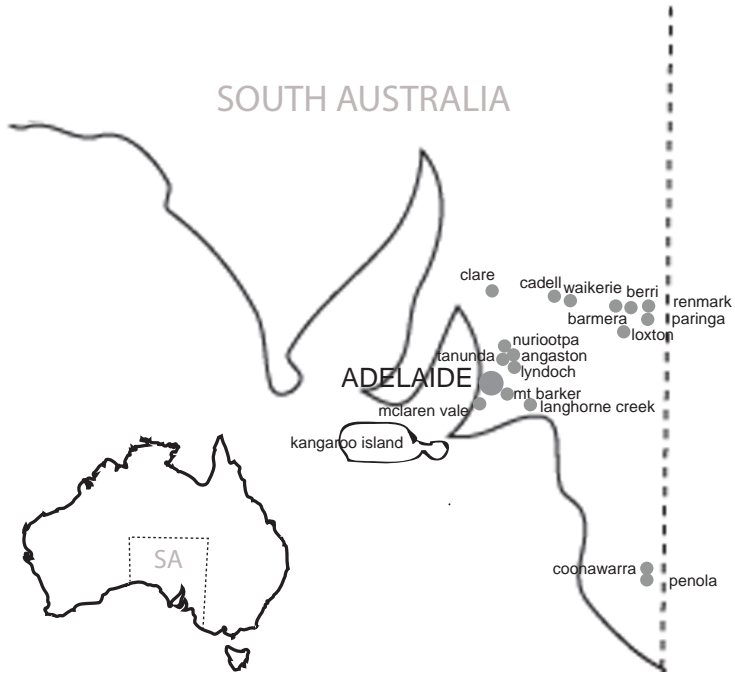 SOUTH AUSTRALIA
clare
cadell
waikerie
berri
renmark
barmera
paringa
loxton
nuriootpa
tanunda
angaston
lyndoch
ADELAIDE
mt barker
mclaren vale
langhorne creek
kangaroo island
SA
coonawarra
penola